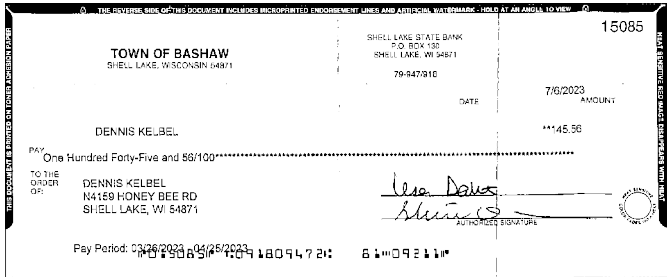 THE REVERSE SIDE OF THIS DOCUMENT INCLUDES MICROPRINTED ENDORSEMENT LINES AND ARTIFICIAL WATERMARK - HOLD AT AN ANGLE TO VIEW
15085
TOWN OF BASHAW
SHELL LAKE, WISCONSIN 54871
SHELL LAKE STATE BANK
P.O. BOX 130
SHELL LAKE, WI 54871
79-947/918
7/6/2023
DATE
AMOUNT
DENNIS KELBEL
**145.56
PAY
One Hundred Forty-Five and 56/100
TO THE
ORDER
OF:
DENNIS KELBEL
N4159 HONEY BEE RD
SHELL LAKE, WI 54871
AUTHORIZED SIGNATURE
Pay Period: 03/26/2023 - 04/25/2023
THIS DOCUMENT IS PRINTED ON TONER ADHESION PAPER
HEAT SENSITIVE RED IMAGE DISAPPEARS WITH HEAT